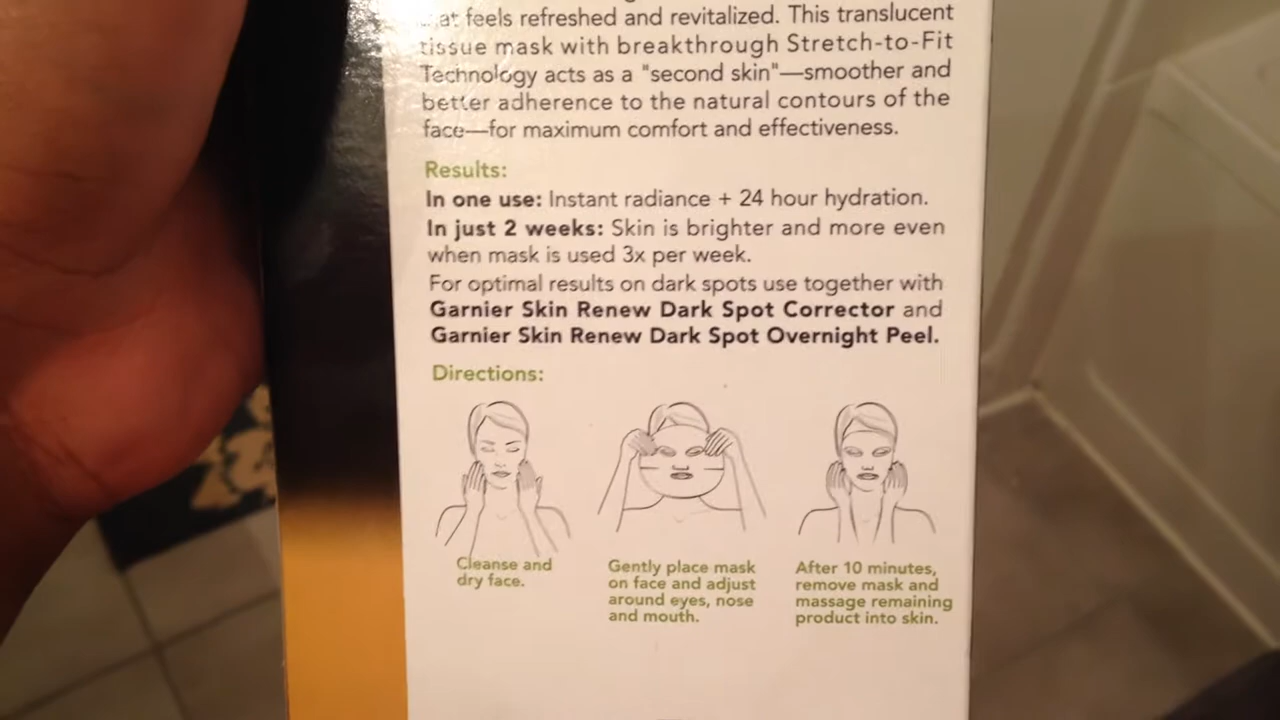 feels refreshed and revitalized. This translucent
tissue mask with breakthrough Stretch-to-Fit
Technology acts as a "second skin"—smoother and
better adherence to the natural contours of the
face—for maximum comfort and effectiveness.
Results:
In one use: Instant radiance + 24 hour hydration.
In just 2 weeks: Skin is brighter and more even
when mask is used 3x per week.
For optimal results on dark spots use together with
Garnier Skin Renew Dark Spot Corrector and
Garnier Skin Renew Dark Spot Overnight Peel.
Directions:
Cleanse and
dry face.
Gently place mask
on face and adjust
around eyes, nose
and mouth.
After 10 minutes,
remove mask and
massage remaining
product into skin.